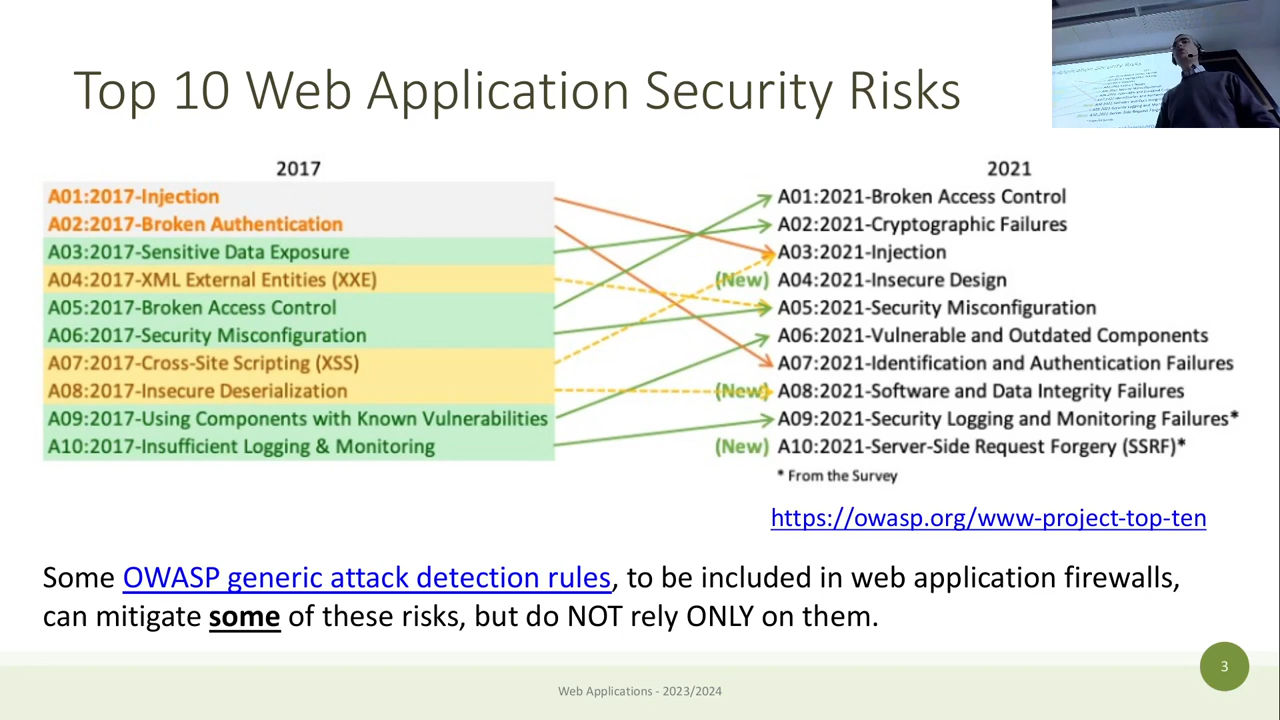 Top 10 Web Application Security Risks
2017
A01:2017-Injection
A02:2017-Broken Authentication
A03:2017-Sensitive Data Exposure
A04:2017-XML External Entities (XXE)
A05:2017-Broken Access Control
A06:2017-Security Misconfiguration
A07:2017-Cross-Site Scripting (XSS)
A08:2017-Insecure Deserialization
A09:2017-Using Components with Known Vulnerabilities
A10:2017-Insufficient Logging & Monitoring
2021
A01:2021-Broken Access Control
A02:2021-Cryptographic Failures
A03:2021-Injection
(New) A04:2021-Insecure Design
A05:2021-Security Misconfiguration
A06:2021-Vulnerable and Outdated Components
A07:2021-Identification and Authentication Failures
(New) A08:2021-Software and Data Integrity Failures
A09:2021-Security Logging and Monitoring Failures*
(New) A10:2021-Server-Side Request Forgery (SSRF)*
* From the Survey
https://owasp.org/www-project-top-ten
Some OWASP generic attack detection rules, to be included in web application firewalls,
can mitigate some of these risks, but do NOT rely ONLY on them.
3
Web Applications - 2023/2024